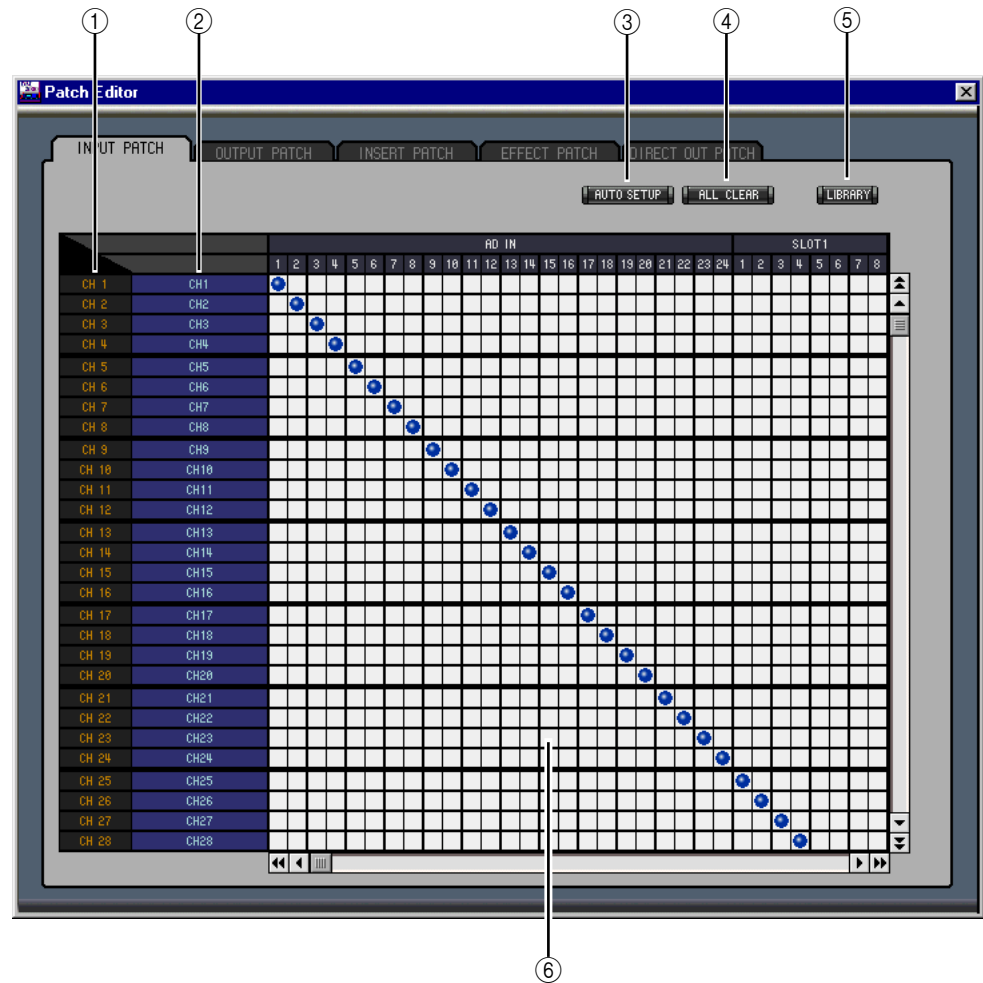 ① ② ③ ④ ⑤
Patch Editor
INPUT PATCH OUTPUT PATCH INSERT PATCH EFFECT PATCH DIRECT OUT PATCH
AUTO SETUP ALL CLEAR LIBRARY
AD IN SLOT1
1 2 3 4 5 6 7 8 9 10 11 12 13 14 15 16 17 18 19 20 21 22 23 24 1 2 3 4 5 6 7 8
CH 1 CH1
CH 2 CH2
CH 3 CH3
CH 4 CH4
CH 5 CH5
CH 6 CH6
CH 7 CH7
CH 8 CH8
CH 9 CH9
CH 10 CH10
CH 11 CH11
CH 12 CH12
CH 13 CH13
CH 14 CH14
CH 15 CH15
CH 16 CH16
CH 17 CH17
CH 18 CH18
CH 19 CH19
CH 20 CH20
CH 21 CH21
CH 22 CH22
CH 23 CH23
CH 24 CH24
CH 25 CH25
CH 26 CH26
CH 27 CH27
CH 28 CH28
⑥